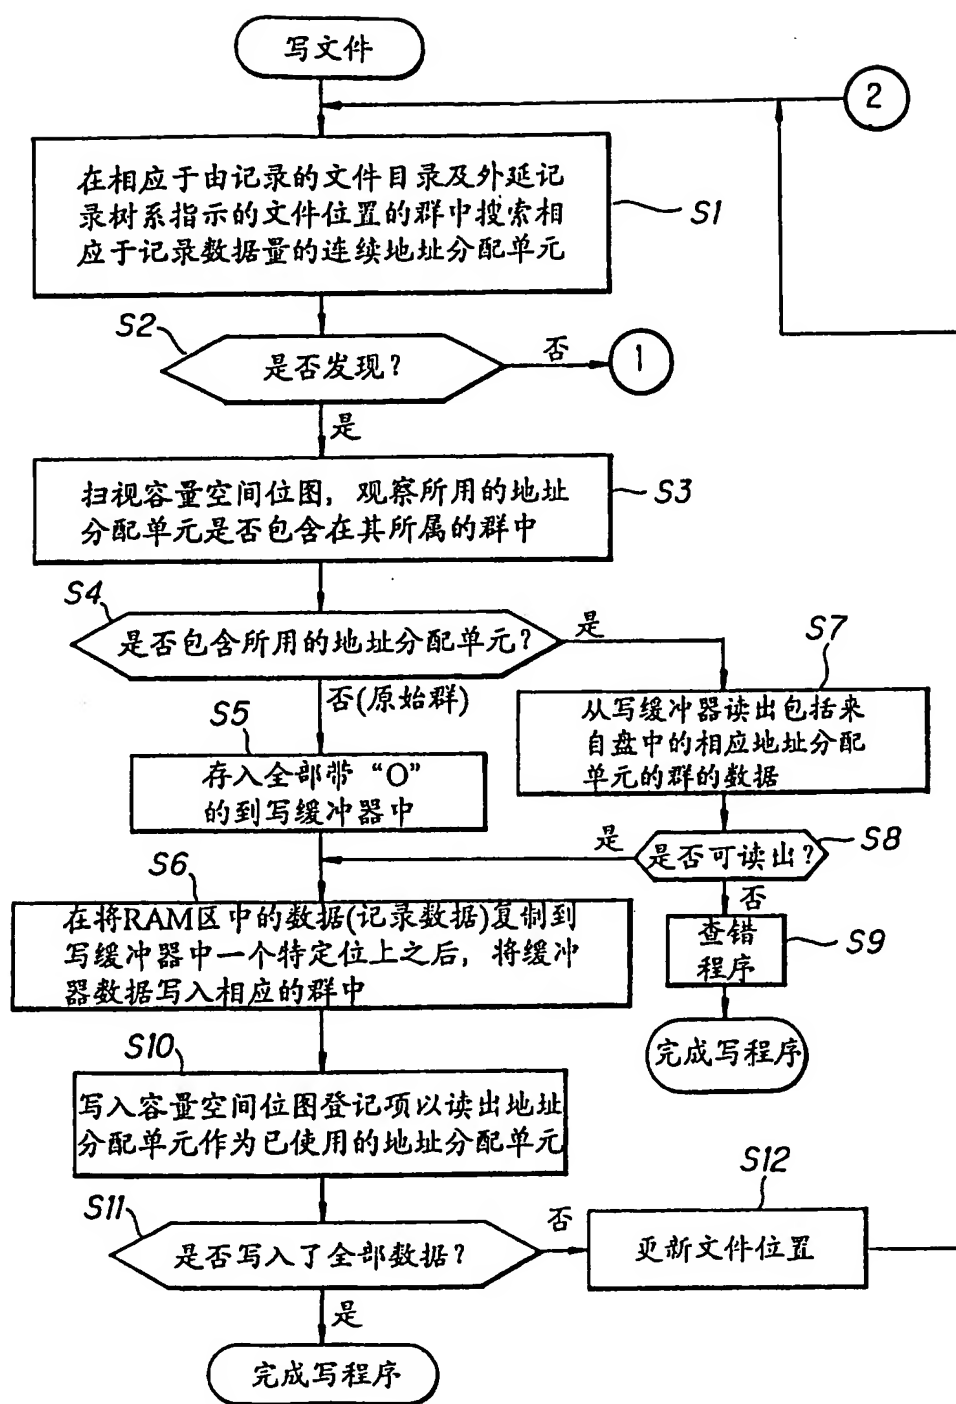 写文件
2
在相应于由记录的文件目录及外延记
录树系指示的文件位置的群中搜索相
应于记录数据量的连续地址分配单元
S1
S2
是否发现?
否
1
是
扫视容量空间位图，观察所用的地址
分配单元是否包含在其所属的群中
S3
S4
是否包含所用的地址分配单元?
是
否(原始群)
S5
存入全部带“O”
的到写缓冲器中
S7
从写缓冲器读出包括来
自盘中的相应地址分配
单元的群的数据
是
是否可读出?
S8
否
S6
在将RAM区中的数据(记录数据)复制到
写缓冲器中一个特定位上之后，将缓冲
器数据写入相应的群中
查错
程序
S9
完成写程序
S10
写入容量空间位图登记项以读出地址
分配单元作为已使用的地址分配单元
S11
是否写入了全部数据?
否
S12
更新文件位置
是
完成写程序